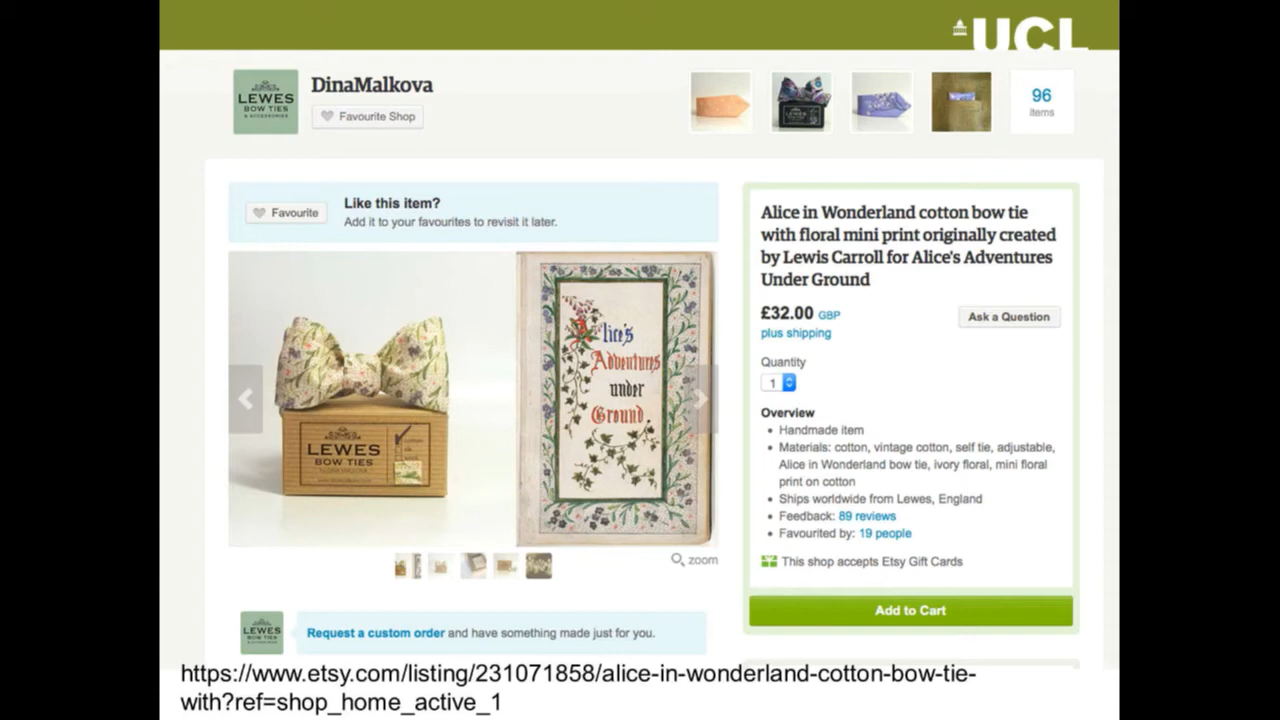 UCL
LEWES
BOW TIES
& ACCESSORIES
DinaMalkova
Favourite Shop
96
items
Favourite
Like this item?
Add it to your favourites to revisit it later.
LEWES
BOW TIES
Alice's
Adventures
under
Ground
zoom
Alice in Wonderland cotton bow tie
with floral mini print originally created
by Lewis Carroll for Alice's Adventures
Under Ground
£32.00 GBP
plus shipping
Ask a Question
Quantity
1
Overview
• Handmade item
• Materials: cotton, vintage cotton, self tie, adjustable,
Alice in Wonderland bow tie, ivory floral, mini floral
print on cotton
• Ships worldwide from Lewes, England
• Feedback: 89 reviews
• Favourited by: 19 people
This shop accepts Etsy Gift Cards
Add to Cart
LEWES
Request a custom order and have something made just for you.
https://www.etsy.com/listing/231071858/alice-in-wonderland-cotton-bow-tie-
with?ref=shop_home_active_1